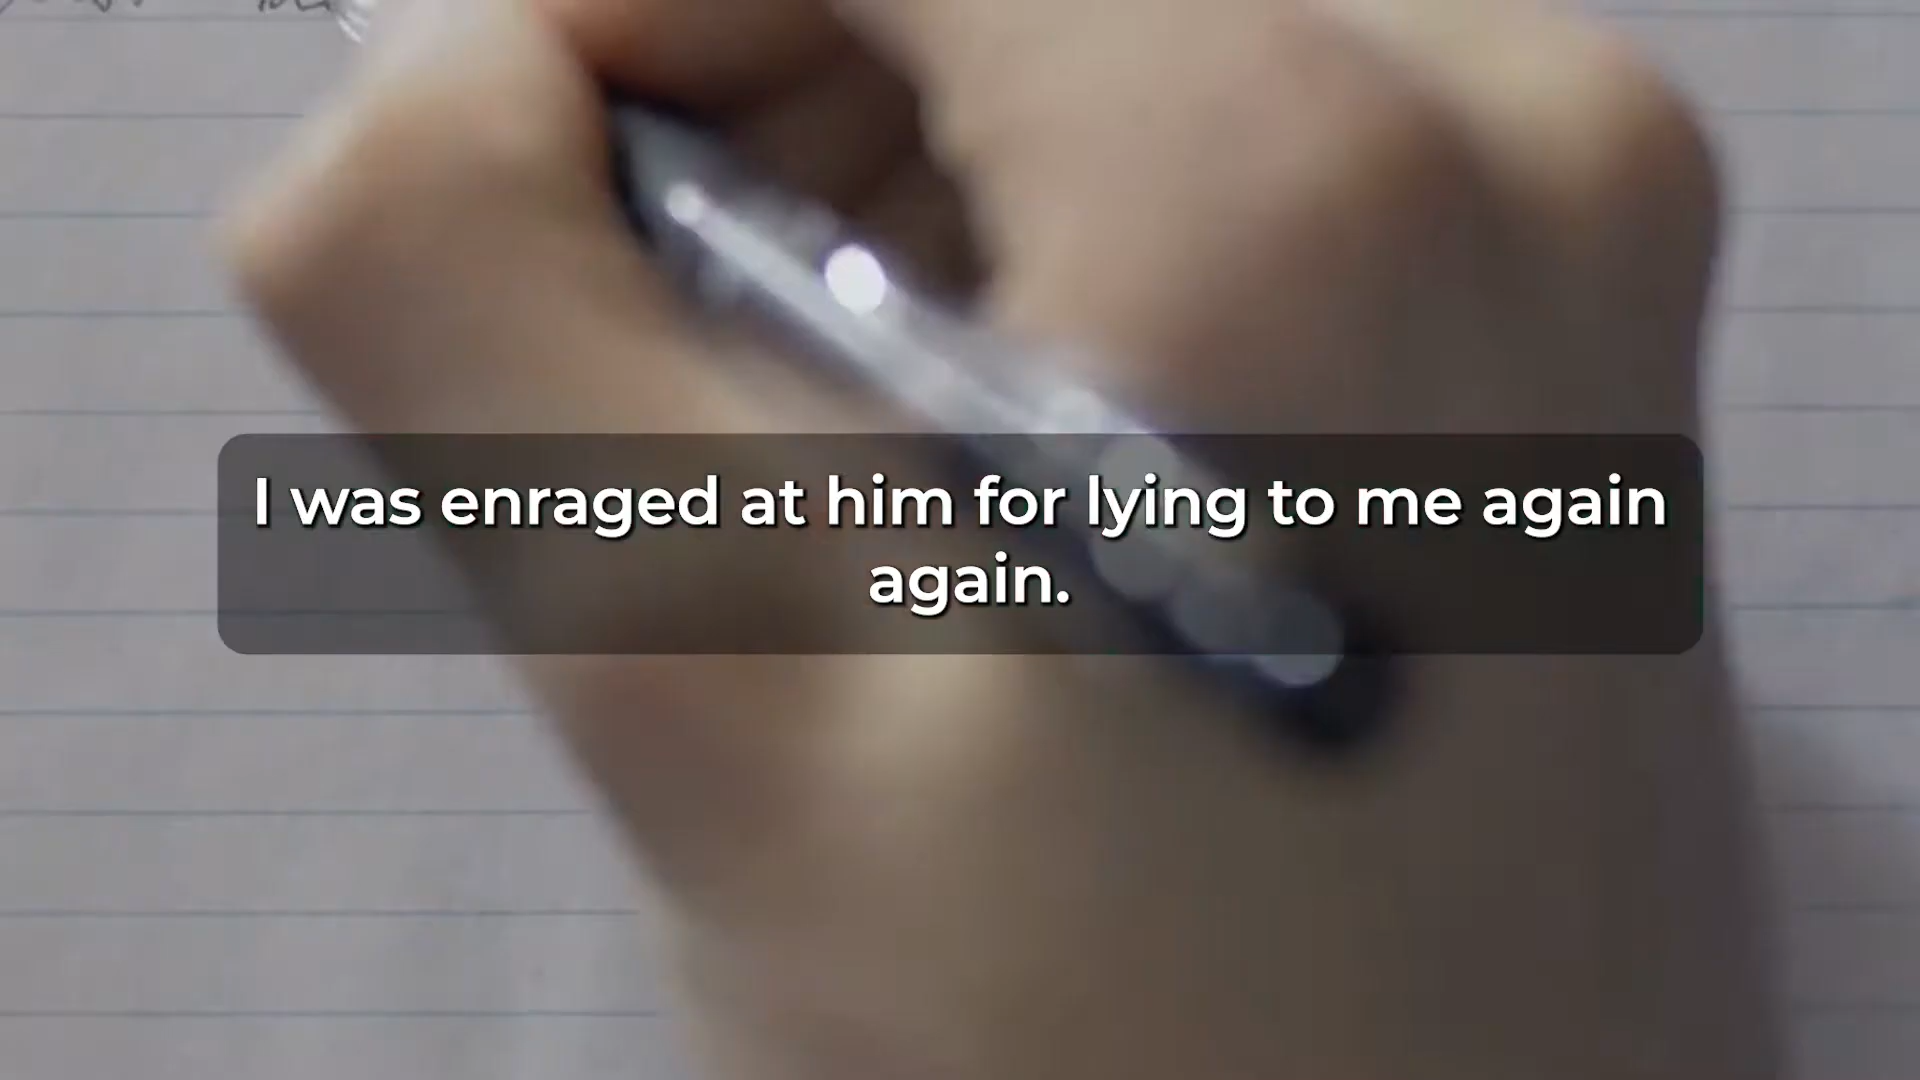 I was enraged at him for lying to me again
again.